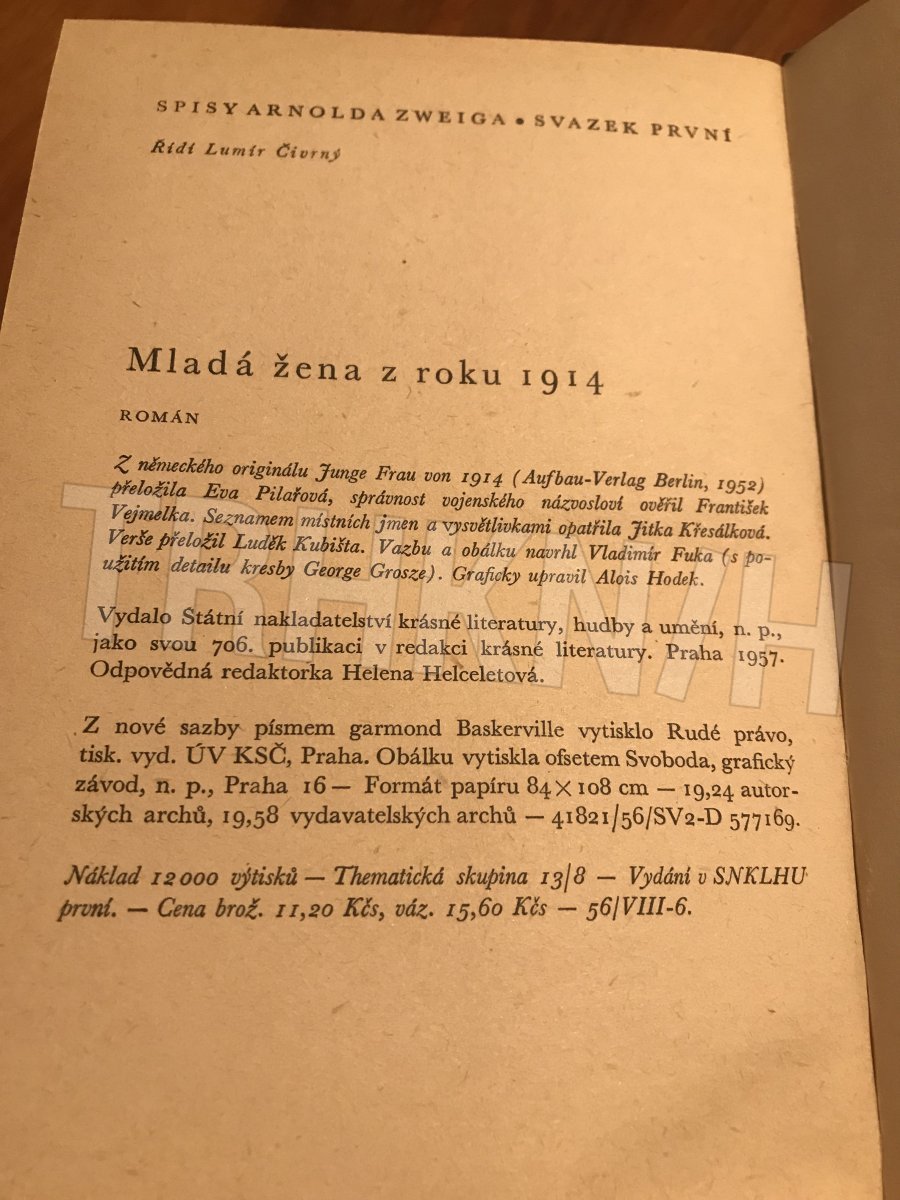 SPISY ARNOLDA ZWEIGA • SVAZEK PRVNÍ
Řídí Lumír Čivrný
Mladá žena z roku 1914
ROMÁN
Z německého originálu Junge Frau von 1914 (Aufbau-Verlag Berlin, 1952)
přeložila Eva Pilařová, správnost vojenského názvosloví ověřil František
Vejmelka. Seznamem místních jmen a vysvětlivkami opatřila Jitka Křesálková.
Verše přeložil Luděk Kubišta. Vazbu a obálku navrhl Vladimír Fuka (s po-
užitím detailu kresby George Grosze). Graficky upravil Alois Hodek.
Vydalo Státní nakladatelství krásné literatury, hudby a umění, n. p.,
jako svou 706. publikaci v redakci krásné literatury. Praha 1957.
Odpovědná redaktorka Helena Helceletová.
Z nové sazby písmem garmond Baskerville vytisklo Rudé právo,
tisk. vyd. ÚV KSČ, Praha. Obálku vytiskla ofsetem Svoboda, grafický
závod, n. p., Praha 16 — Formát papíru 84×108 cm — 19,24 autor-
ských archů, 19,58 vydavatelských archů — 41821/56/SV2-D 577169.
Náklad 12000 výtisků — Thematická skupina 13/8 — Vydání v SNKLHU
první. — Cena brož. 11,20 Kčs, váz. 15,60 Kčs — 56/VIII-6.